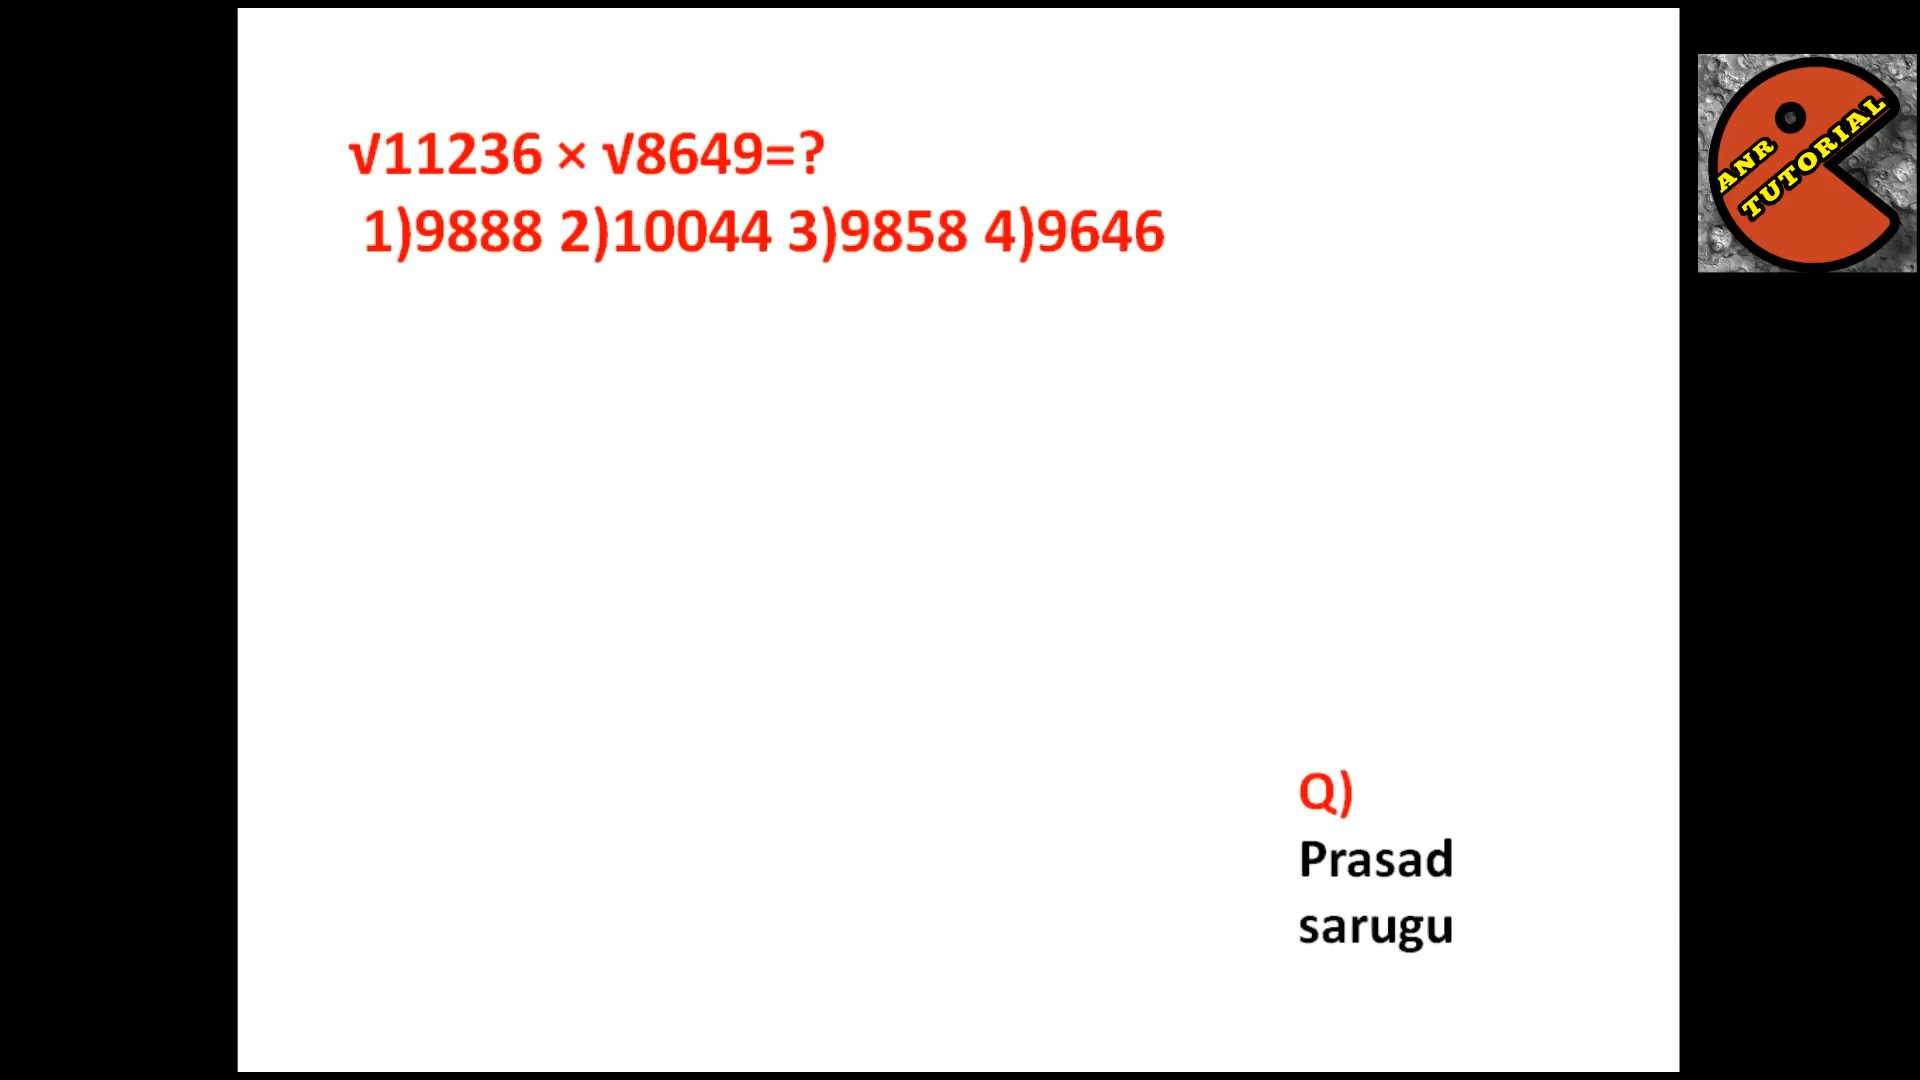 √11236 × √8649=?
1)9888 2)10044 3)9858 4)9646
ANR
TUTORIAL
Q)
Prasad
sarugu